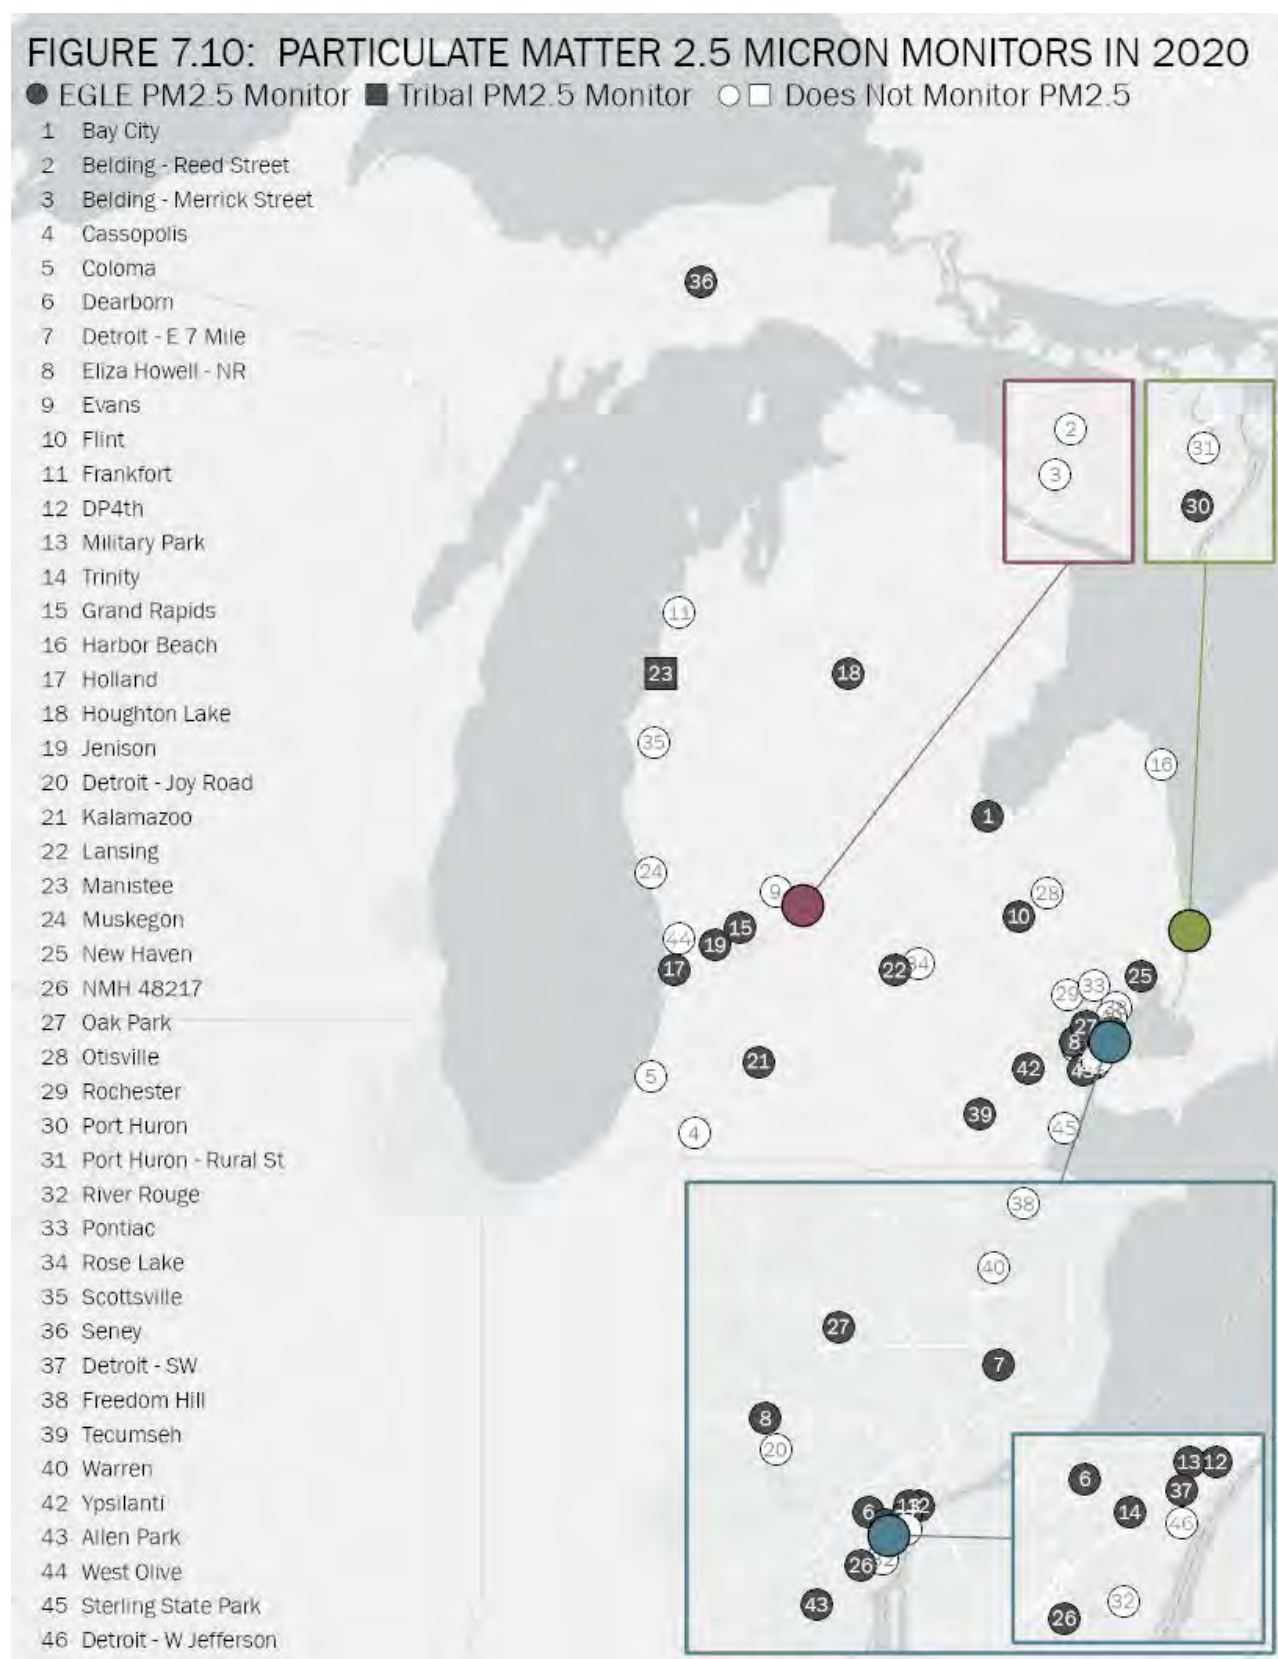 FIGURE 7.10: PARTICULATE MATTER 2.5 MICRON MONITORS IN 2020
EGLE PM2.5 Monitor Tribal PM2.5 Monitor Does Not Monitor PM2.5
1 Bay City
2 Belding - Reed Street
3 Belding - Merrick Street
4 Cassopolis
5 Coloma
6 Dearborn
7 Detroit - E 7 Mile
8 Eliza Howell - NR
9 Evans
10 Flint
11 Frankfort
12 DP4th
13 Military Park
14 Trinity
15 Grand Rapids
16 Harbor Beach
17 Holland
18 Houghton Lake
19 Jenison
20 Detroit - Joy Road
21 Kalamazoo
22 Lansing
23 Manistee
24 Muskegon
25 New Haven
26 NMH 48217
27 Oak Park
28 Otisville
29 Rochester
30 Port Huron
31 Port Huron - Rural St
32 River Rouge
33 Pontiac
34 Rose Lake
35 Scottsville
36 Seney
37 Detroit - SW
38 Freedom Hill
39 Tecumseh
40 Warren
42 Ypsilanti
43 Allen Park
44 West Olive
45 Sterling State Park
46 Detroit - W Jefferson
36
2
3
31
30
11
23
18
35
16
1
24
9
28
10
15
44
19
17
22
34
25
33
29
27
8
21
42
43
5
39
45
4
38
40
27
7
8
20
6
13
12
26
32
43
13
12
6
37
14
46
32
26